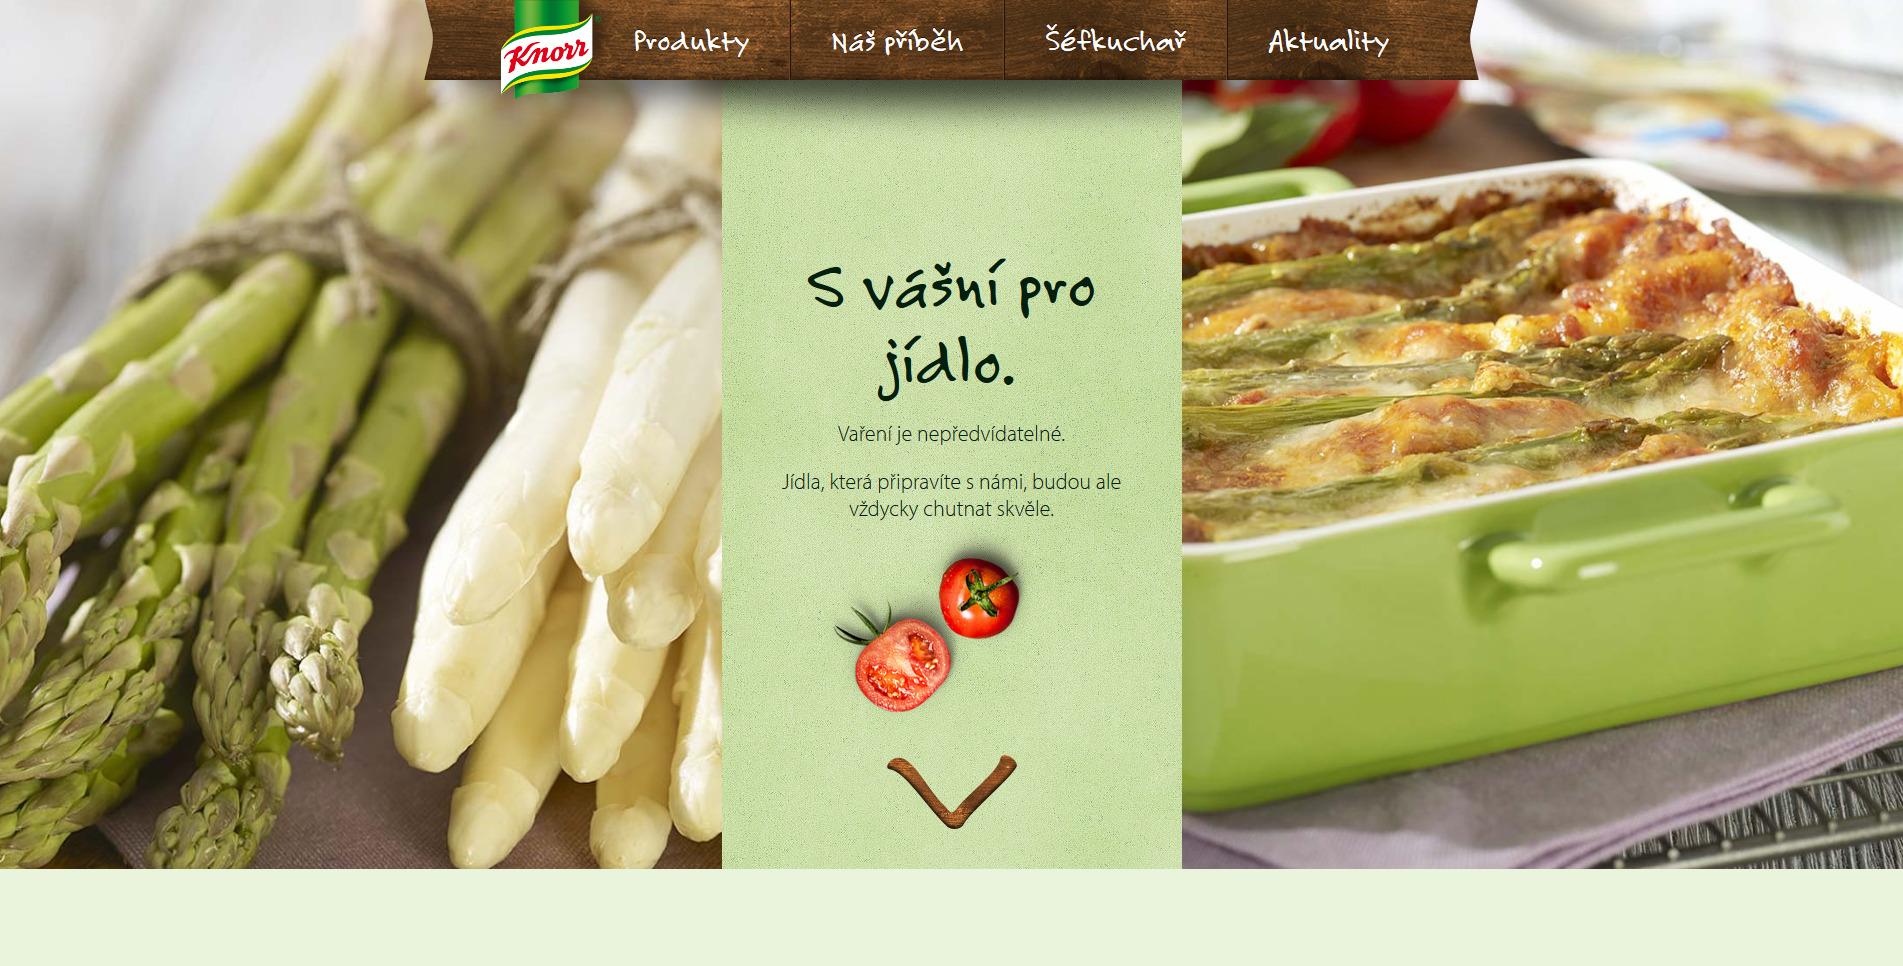 Knorr
Produkty
Náš příběh
Šéfkuchař
Aktuality
S vášní pro
jídlo.
Vaření je nepředvídatelné.
Jídla, která připravíte s námi, budou ale
vždycky chutnat skvěle.